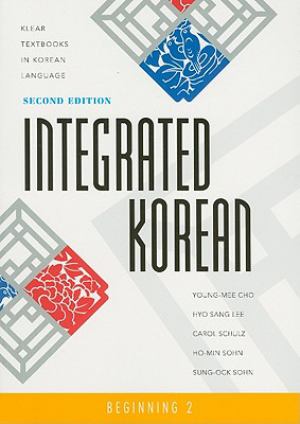 KLEAR
TEXTBOOKS
IN KOREAN
LANGUAGE
SECOND EDITION
INTEGRATED
KOREAN
YOUNG-MEE CHO
HYO SANG LEE
CAROL SCHULZ
HO-MIN SOHN
SUNG-OCK SOHN
BEGINNING 2